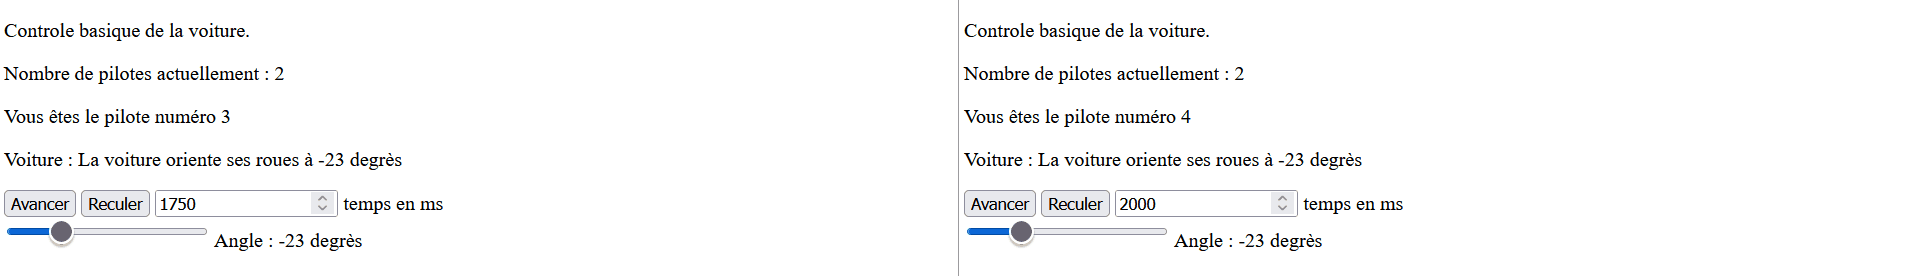 Controle basique de la voiture.
Nombre de pilotes actuellement : 2
Vous êtes le pilote numéro 3
Voiture : La voiture oriente ses roues à -23 degrès
Avancer Reculer 1750 temps en ms
Angle : -23 degrès
Controle basique de la voiture.
Nombre de pilotes actuellement : 2
Vous êtes le pilote numéro 4
Voiture : La voiture oriente ses roues à -23 degrès
Avancer Reculer 2000 temps en ms
Angle : -23 degrès